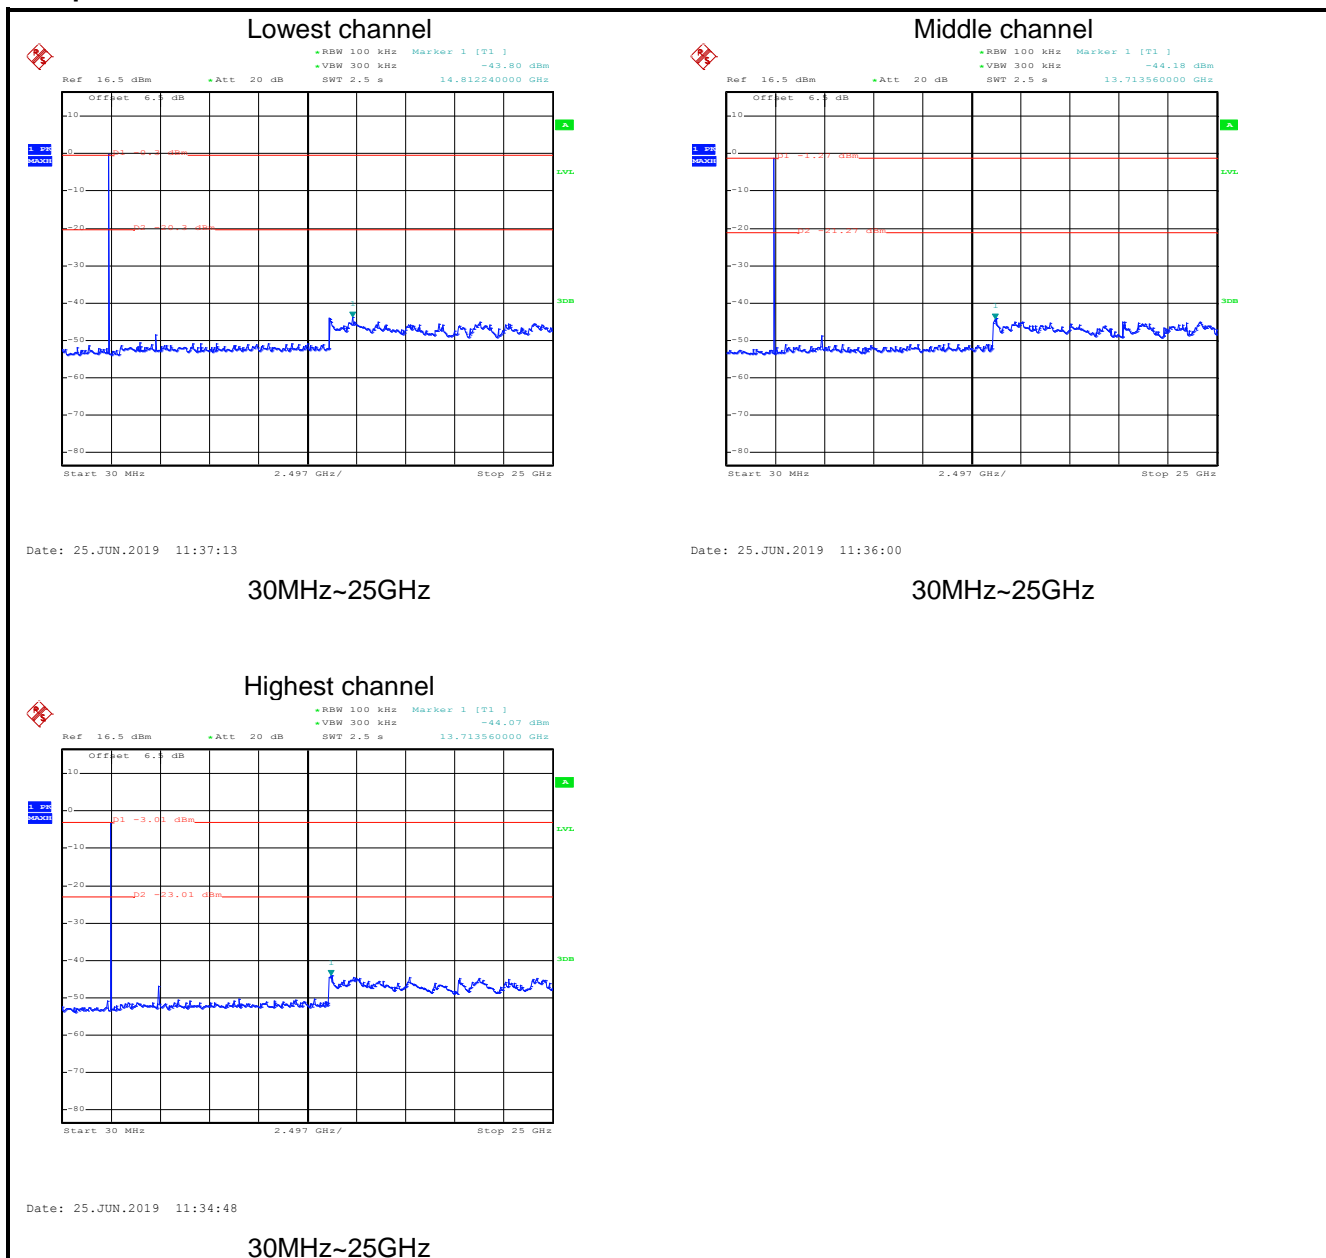 Lowest channel
RBW 100 kHz Marker 1 [T1 ]
VBW 300 kHz -43.80 dBm
Ref 16.5 dBm Att 20 dB SWT 2.5 s 14.812240000 GHz
Offset 6.5 dB
10
A
1 PK
MAXH
0
D1 -0.3 dBm
LVL
-10
-20
D2 -20.3 dBm
-30
-40
1
3DB
-50
-60
-70
-80
Start 30 MHz 2.497 GHz/ Stop 25 GHz
Date: 25.JUN.2019 11:37:13
30MHz~25GHz
Middle channel
RBW 100 kHz Marker 1 [T1 ]
VBW 300 kHz -44.18 dBm
Ref 16.5 dBm Att 20 dB SWT 2.5 s 13.713560000 GHz
Offset 6.5 dB
10
A
1 PK
MAXH
0
D1 -1.27 dBm
LVL
-10
-20
D2 -21.27 dBm
-30
-40
1
3DB
-50
-60
-70
-80
Start 30 MHz 2.497 GHz/ Stop 25 GHz
Date: 25.JUN.2019 11:36:00
30MHz~25GHz
Highest channel
RBW 100 kHz Marker 1 [T1 ]
VBW 300 kHz -44.07 dBm
Ref 16.5 dBm Att 20 dB SWT 2.5 s 13.713560000 GHz
Offset 6.5 dB
10
A
1 PK
MAXH
0
D1 -3.01 dBm
LVL
-10
-20
D2 -23.01 dBm
-30
-40
1
3DB
-50
-60
-70
-80
Start 30 MHz 2.497 GHz/ Stop 25 GHz
Date: 25.JUN.2019 11:34:48
30MHz~25GHz